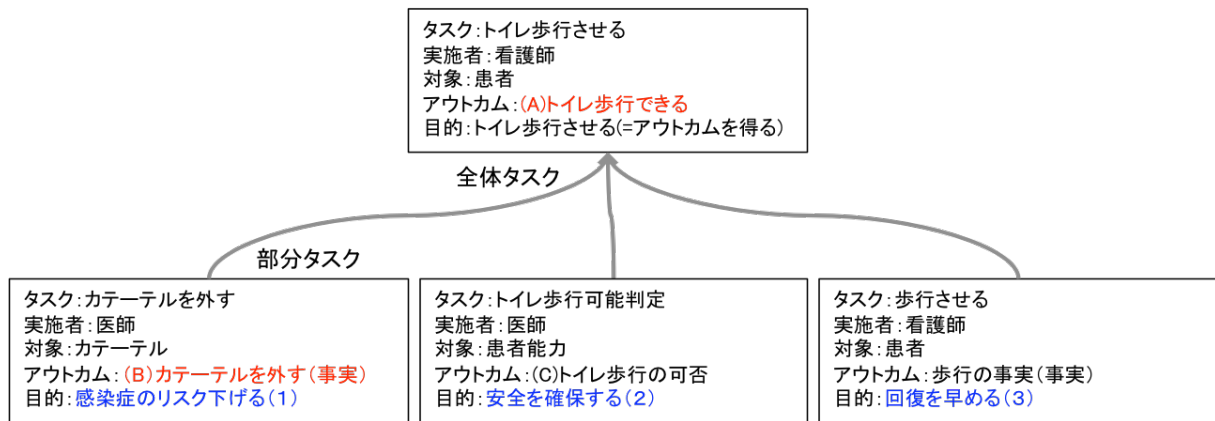 タスク:トイレ歩行させる
実施者:看護師
対象:患者
アウトカム:(A)トイレ歩行できる
目的:トイレ歩行させる(=アウトカムを得る)
全体タスク
部分タスク
タスク:カテーテルを外す
実施者:医師
対象:カテーテル
アウトカム:(B)カテーテルを外す(事実)
目的:感染症のリスク下げる(1)
タスク:トイレ歩行可能判定
実施者:医師
対象:患者能力
アウトカム:(C)トイレ歩行の可否
目的:安全を確保する(2)
タスク:歩行させる
実施者:看護師
対象:患者
アウトカム:歩行の事実(事実)
目的:回復を早める(3)